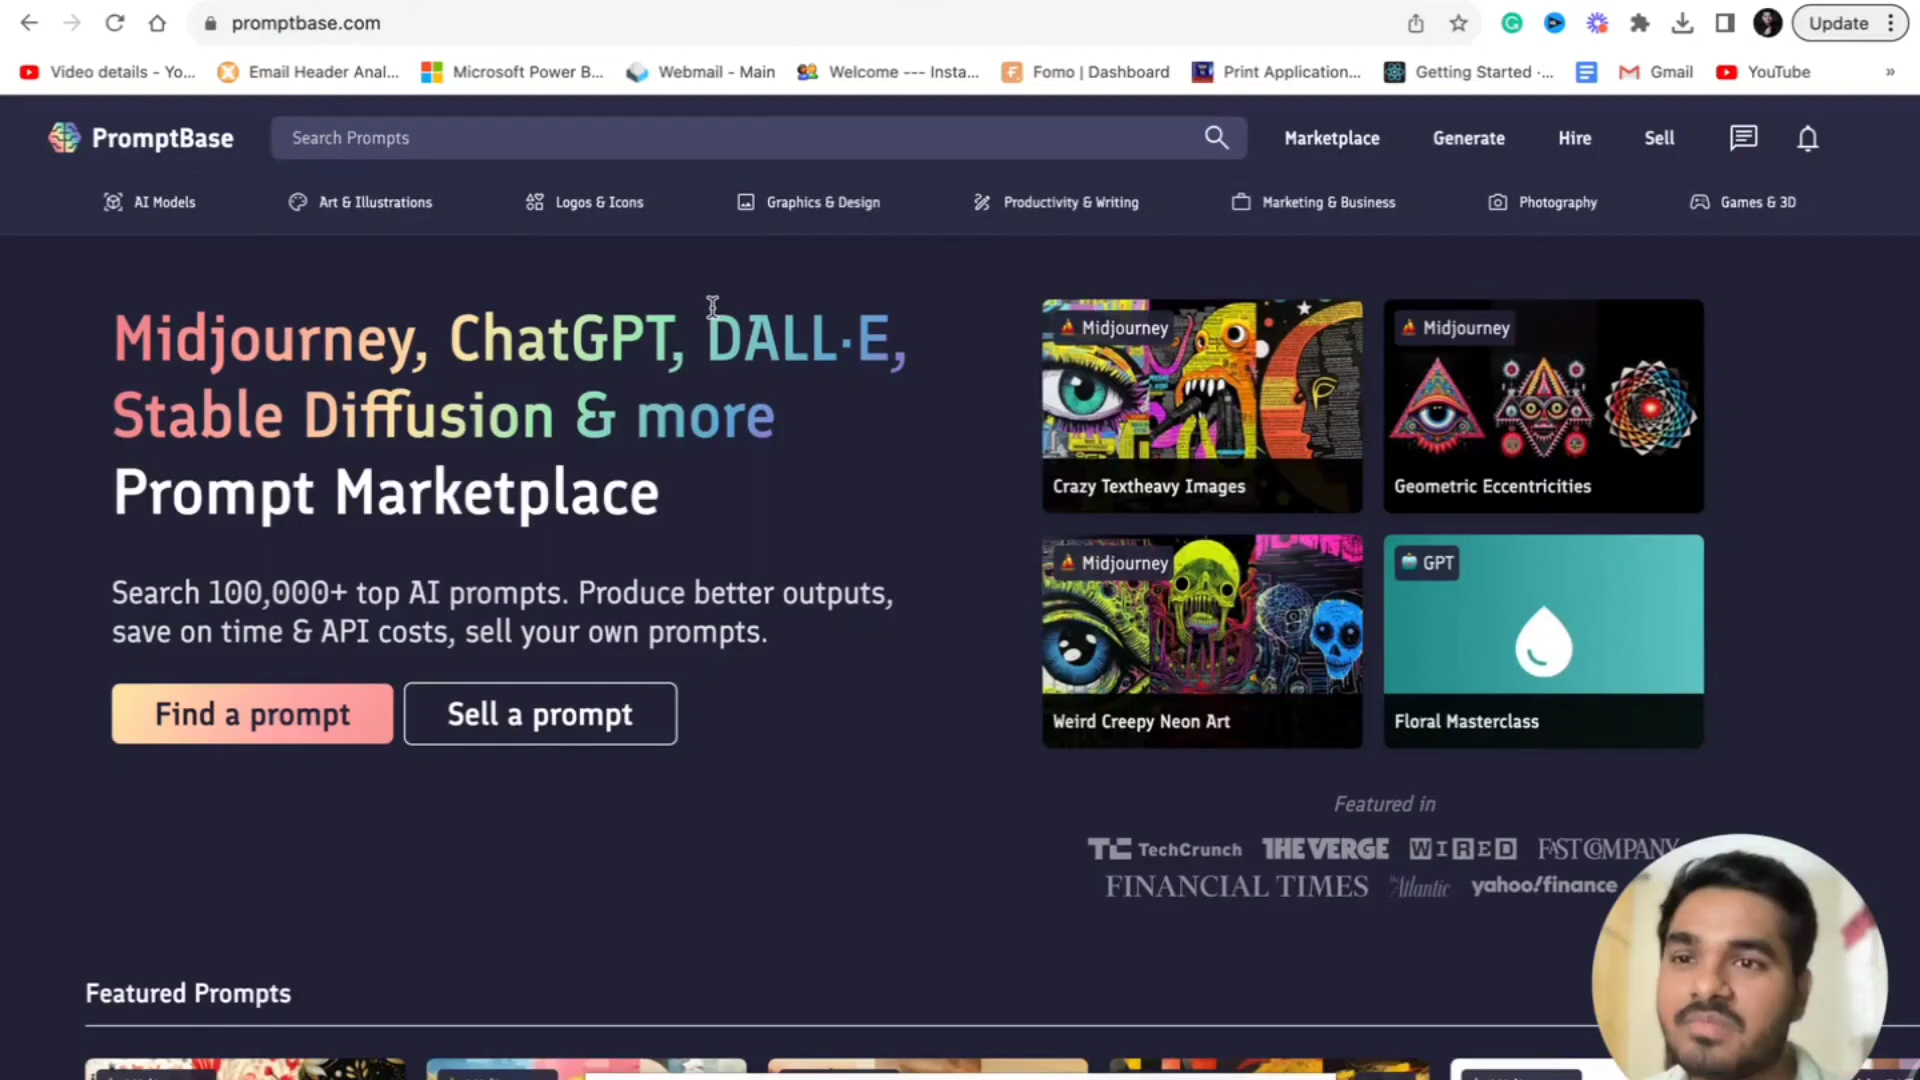 promptbase.com
Update
Video details - Yo...
Email Header Anal...
Microsoft Power B...
Webmail - Main
Welcome --- Insta...
Fomo | Dashboard
Print Application...
Getting Started ·...
Gmail
YouTube
»
PromptBase
Search Prompts
Marketplace
Generate
Hire
Sell
AI Models
Art & Illustrations
Logos & Icons
Graphics & Design
Productivity & Writing
Marketing & Business
Photography
Games & 3D
Midjourney, ChatGPT, DALL·E,
Stable Diffusion & more
Prompt Marketplace
Search 100,000+ top AI prompts. Produce better outputs,
save on time & API costs, sell your own prompts.
Find a prompt
Sell a prompt
Midjourney
Crazy Textheavy Images
Midjourney
Geometric Eccentricities
Midjourney
Weird Creepy Neon Art
GPT
Floral Masterclass
Featured in
TC TechCrunch THE VERGE WIRED FAST COMPANY
FINANCIAL TIMES The Atlantic yahoo!finance
Featured Prompts